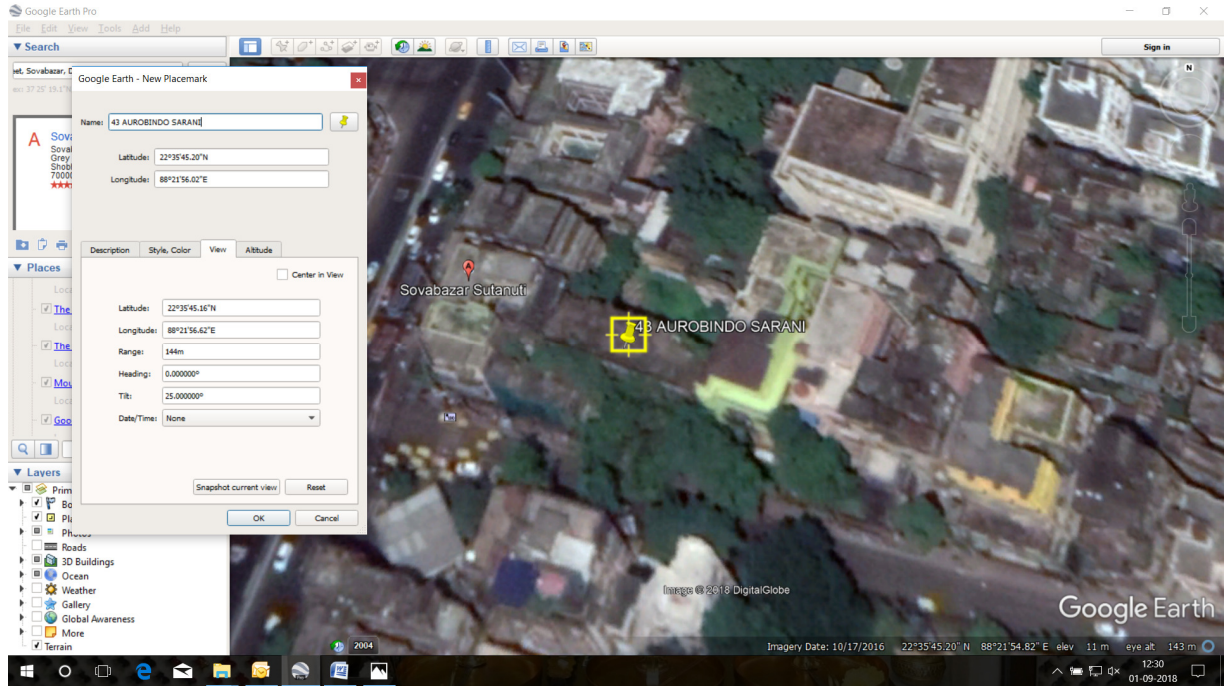 Google Earth Pro
File Edit View Tools Add Help
Search
Sign in
Google Earth - New Placemark
Name: 43 AUROBINDO SARANI
Latitude: 22°35'45.20"N
Longitude: 88°21'56.02"E
Description Style, Color View Altitude
Center in View
Latitude: 22°35'45.16"N
Longitude: 88°21'56.62"E
Range: 144m
Heading: 0.000000°
Tilt: 25.000000°
Date/Time: None
Snapshot current view Reset
OK Cancel
A
Grey
Places
The
The
Layers
Photos
Roads
3D Buildings
Ocean
Weather
Gallery
Global Awareness
More
Terrain
N
A
Sovabazar Sutanuti
43 AUROBINDO SARANI
Image © 2018 DigitalGlobe
Google Earth
2004
Imagery Date: 10/17/2016 22°35'45.20" N 88°21'54.82" E elev 11 m eye alt 143 m
12:30
01-09-2018